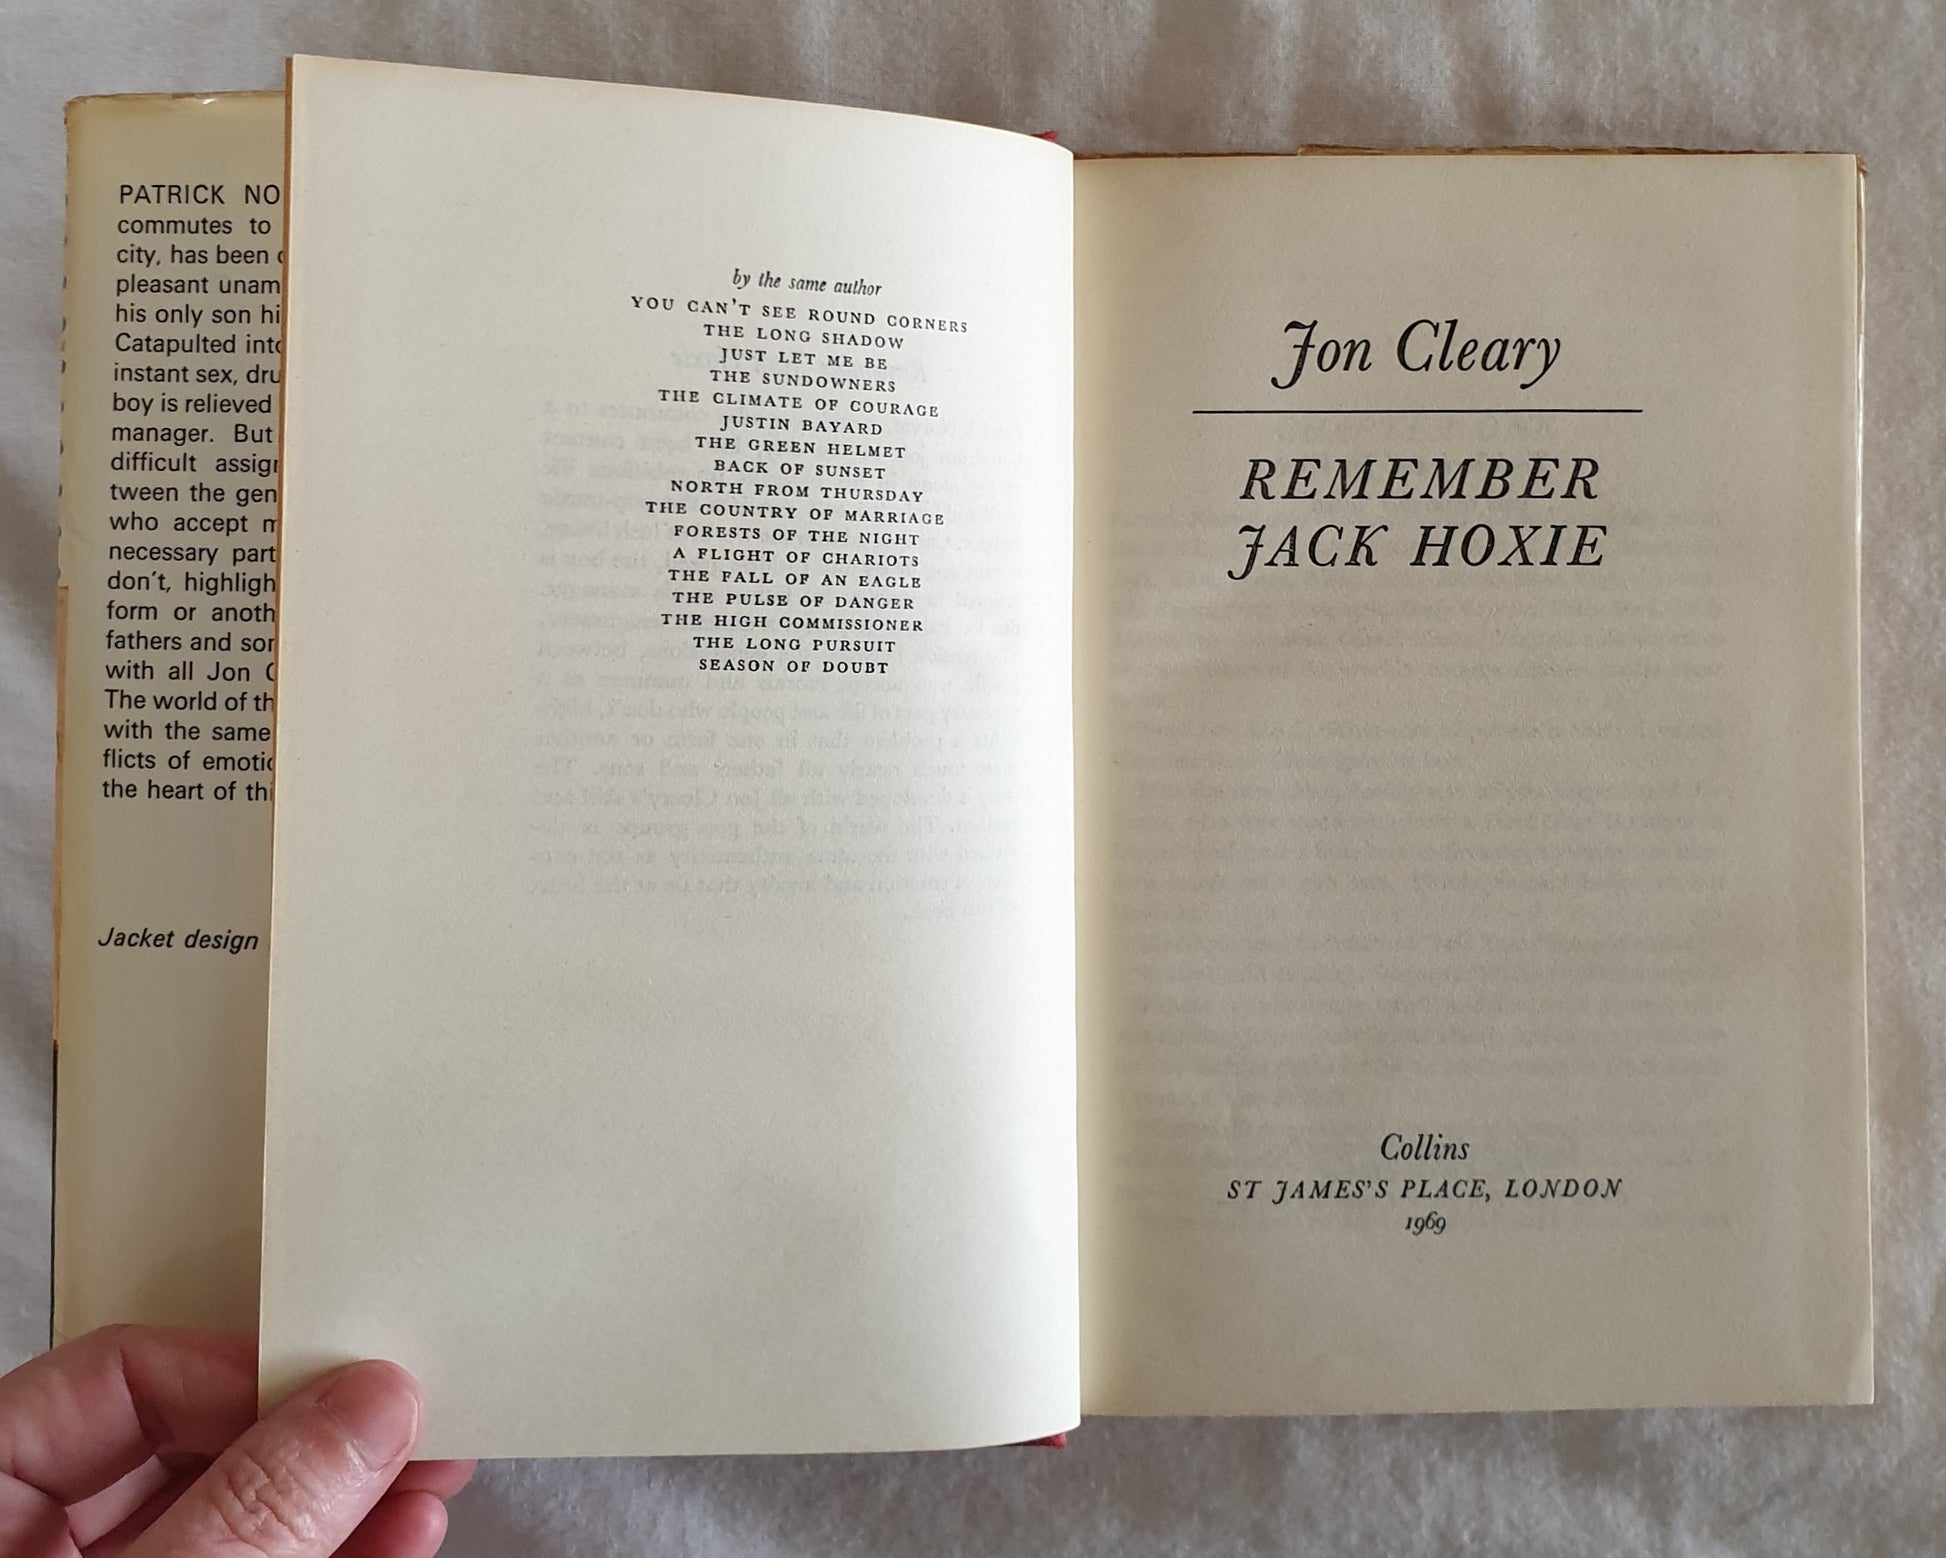 PATRICK NO
commutes to
city, has been
pleasant unam
his only son hi
Catapulted into
instant sex, dru
boy is relieved
manager. But
difficult assign
tween the gen
who accept m
necessary part
don't, highligh
form or anoth
fathers and son
with all Jon C
The world of th
with the same
flicts of emotio
the heart of thi
Jacket design
by the same author
YOU CAN'T SEE ROUND CORNERS
THE LONG SHADOW
JUST LET ME BE
THE SUNDOWNERS
THE CLIMATE OF COURAGE
JUSTIN BAYARD
THE GREEN HELMET
BACK OF SUNSET
NORTH FROM THURSDAY
THE COUNTRY OF MARRIAGE
FORESTS OF THE NIGHT
A FLIGHT OF CHARIOTS
THE FALL OF AN EAGLE
THE PULSE OF DANGER
THE HIGH COMMISSIONER
THE LONG PURSUIT
SEASON OF DOUBT
Jon Cleary
REMEMBER
JACK HOXIE
Collins
ST JAMES'S PLACE, LONDON
1969